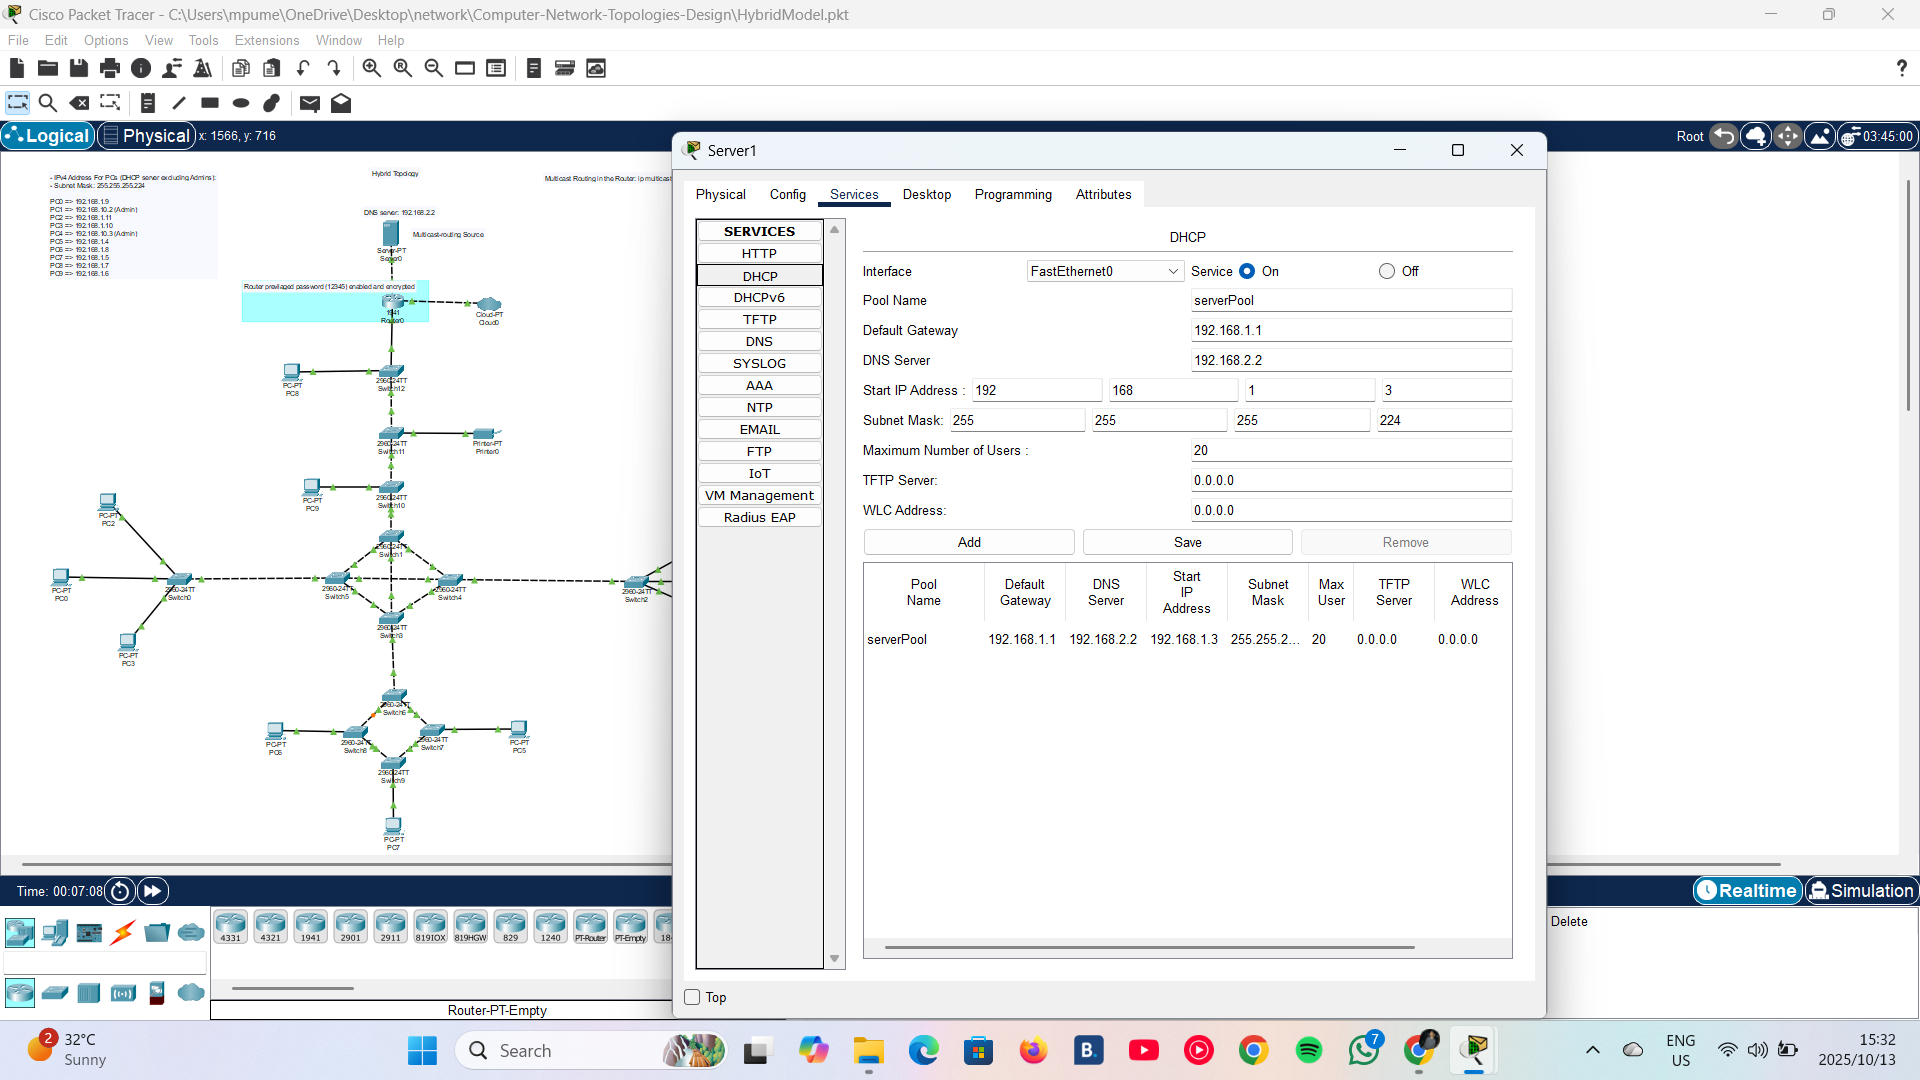 Cisco Packet Tracer - C:\Users\mpume\OneDrive\Desktop\network\Computer-Network-Topologies-Design\HybridModel.pkt
File Edit Options View Tools Extensions Window Help
?
Logical Physical x: 1566, y: 716
Root 03:45:00
- IPv4 Address For PCs (DHCP server excluding Admins):
- Subnet Mask: 255.255.255.224
PC0 => 192.168.1.9
PC1 => 192.168.10.2 (Admin)
PC2 => 192.168.1.11
PC3 => 192.168.1.10
PC4 => 192.168.10.3 (Admin)
PC5 => 192.168.1.4
PC6 => 192.168.1.8
PC7 => 192.168.1.5
PC8 => 192.168.1.7
PC9 => 192.168.1.6
Hybrid Topology
Multicast Routing in the Router: ip multicast
DNS server: 192.168.2.2
Multicast-routing Source
Server-PT
Server0
Router previlaged password (12345) enabled and encrypted
1941
Router0
Cloud-PT
Cloud0
PC-PT
PC8
2960-24TT
Switch12
2960-24TT
Switch11
Printer-PT
Printer0
PC-PT
PC9
2960-24TT
Switch10
PC-PT
PC2
2960-24TT
Switch1
PC-PT
PC0
2960-24TT
Switch0
2960-24TT
Switch5
2960-24TT
Switch4
2960-24TT
Switch2
2960-24TT
Switch3
PC-PT
PC3
2960-24TT
Switch6
PC-PT
PC6
2960-24TT
Switch8
2960-24TT
Switch7
PC-PT
PC5
2960-24TT
Switch9
PC-PT
PC7
Server1
Physical Config Services Desktop Programming Attributes
SERVICES
HTTP
DHCP
DHCPv6
TFTP
DNS
SYSLOG
AAA
NTP
EMAIL
FTP
IoT
VM Management
Radius EAP
DHCP
Interface FastEthernet0 Service On Off
Pool Name serverPool
Default Gateway 192.168.1.1
DNS Server 192.168.2.2
Start IP Address : 192 168 1 3
Subnet Mask: 255 255 255 224
Maximum Number of Users : 20
TFTP Server: 0.0.0.0
WLC Address: 0.0.0.0
Add Save Remove
Pool Name Default Gateway DNS Server Start IP Address Subnet Mask Max User TFTP Server WLC Address
serverPool 192.168.1.1 192.168.2.2 192.168.1.3 255.255.2... 20 0.0.0.0 0.0.0.0
Top
Time: 00:07:08
Realtime Simulation
4331 4321 1941 2901 2911 819IOX 819HGW 829 1240 PT-Router PT-Empty 18
Router-PT-Empty
Delete
2
32°C
Sunny
Search
B.
7
ENG
US
15:32
2025/10/13